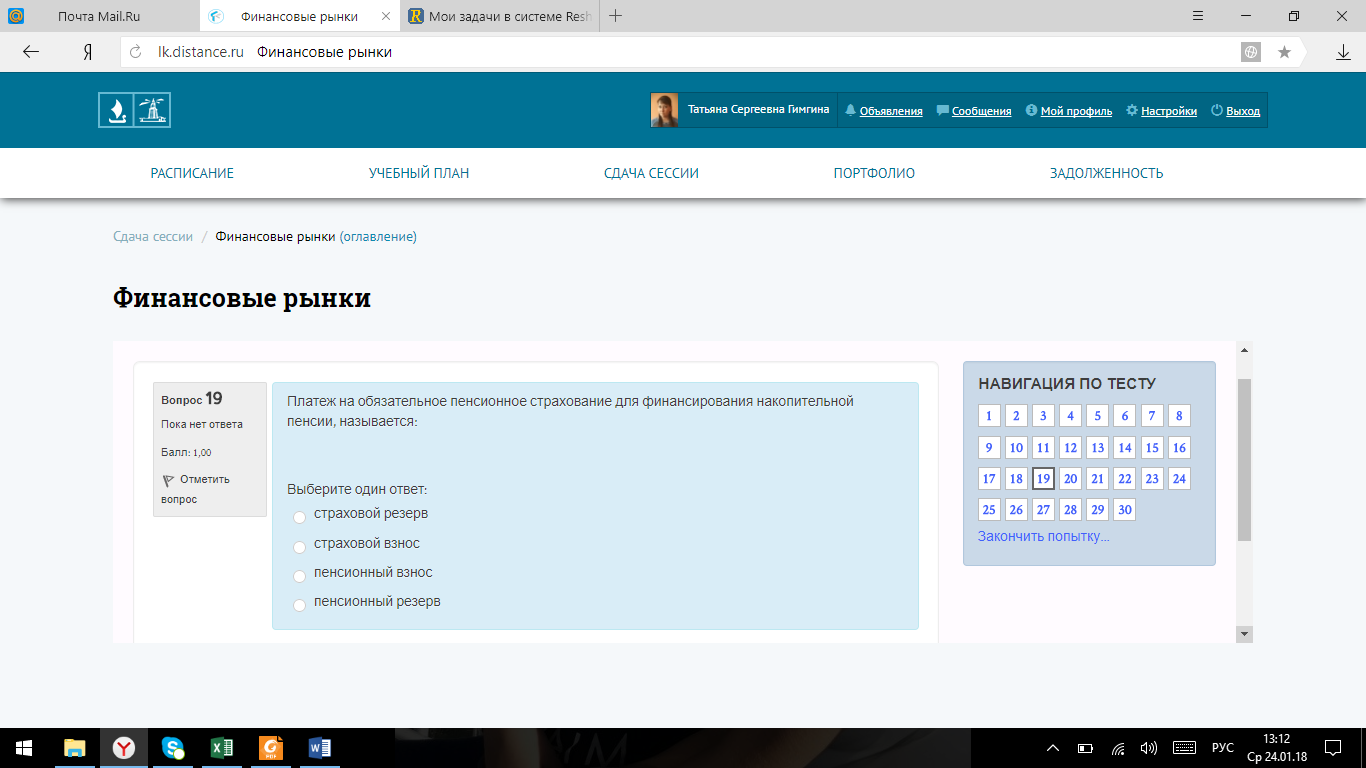 Почта Mail.Ru
Финансовые рынки
Мои задачи в системе Resh
Я
lk.distance.ru Финансовые рынки
Татьяна Сергеевна Гимгина
Объявления
Сообщения
Мой профиль
Настройки
Выход
РАСПИСАНИЕ
УЧЕБНЫЙ ПЛАН
СДАЧА СЕССИИ
ПОРТФОЛИО
ЗАДОЛЖЕННОСТЬ
Сдача сессии / Финансовые рынки (оглавление)
Финансовые рынки
Вопрос 19
Пока нет ответа
Балл: 1,00
Отметить
вопрос
Платеж на обязательное пенсионное страхование для финансирования накопительной
пенсии, называется:
Выберите один ответ:
страховой резерв
страховой взнос
пенсионный взнос
пенсионный резерв
НАВИГАЦИЯ ПО ТЕСТУ
1 2 3 4 5 6 7 8
9 10 11 12 13 14 15 16
17 18 19 20 21 22 23 24
25 26 27 28 29 30
Закончить попытку...
РУС
13:12
Ср 24.01.18